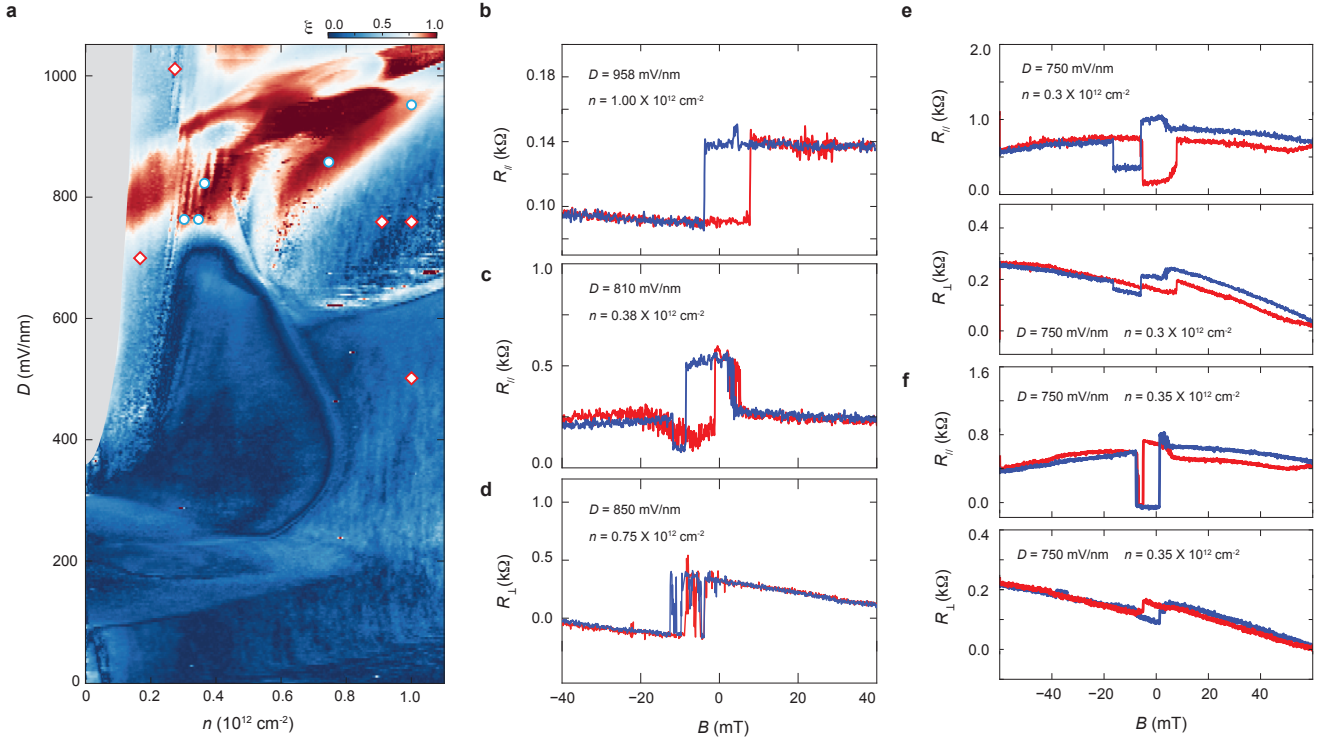 a
ξ 0.0 0.5 1.0
1000
800
600
400
200
0
D (mV/nm)
0 0.2 0.4 0.6 0.8 1.0
n (10¹² cm⁻²)
b
D = 958 mV/nm
n = 1.00 X 10¹² cm⁻²
0.18
0.14
0.10
R// (kΩ)
c
D = 810 mV/nm
n = 0.38 X 10¹² cm⁻²
1.0
0.5
0.0
R// (kΩ)
d
D = 850 mV/nm
n = 0.75 X 10¹² cm⁻²
1.0
0.5
0.0
R⊥(kΩ)
−40 −20 0 20 40
B (mT)
e
2.0
1.0
0.0
R// (kΩ)
D = 750 mV/nm
n = 0.3 X 10¹² cm⁻²
0.4
0.2
0.0
R⊥(kΩ)
D = 750 mV/nm n = 0.3 X 10¹² cm⁻²
f
1.6
0.8
0.0
R// (kΩ)
D = 750 mV/nm n = 0.35 X 10¹² cm⁻²
0.4
0.2
0.0
R⊥(kΩ)
D = 750 mV/nm n = 0.35 X 10¹² cm⁻²
−40 −20 0 20 40
B (mT)